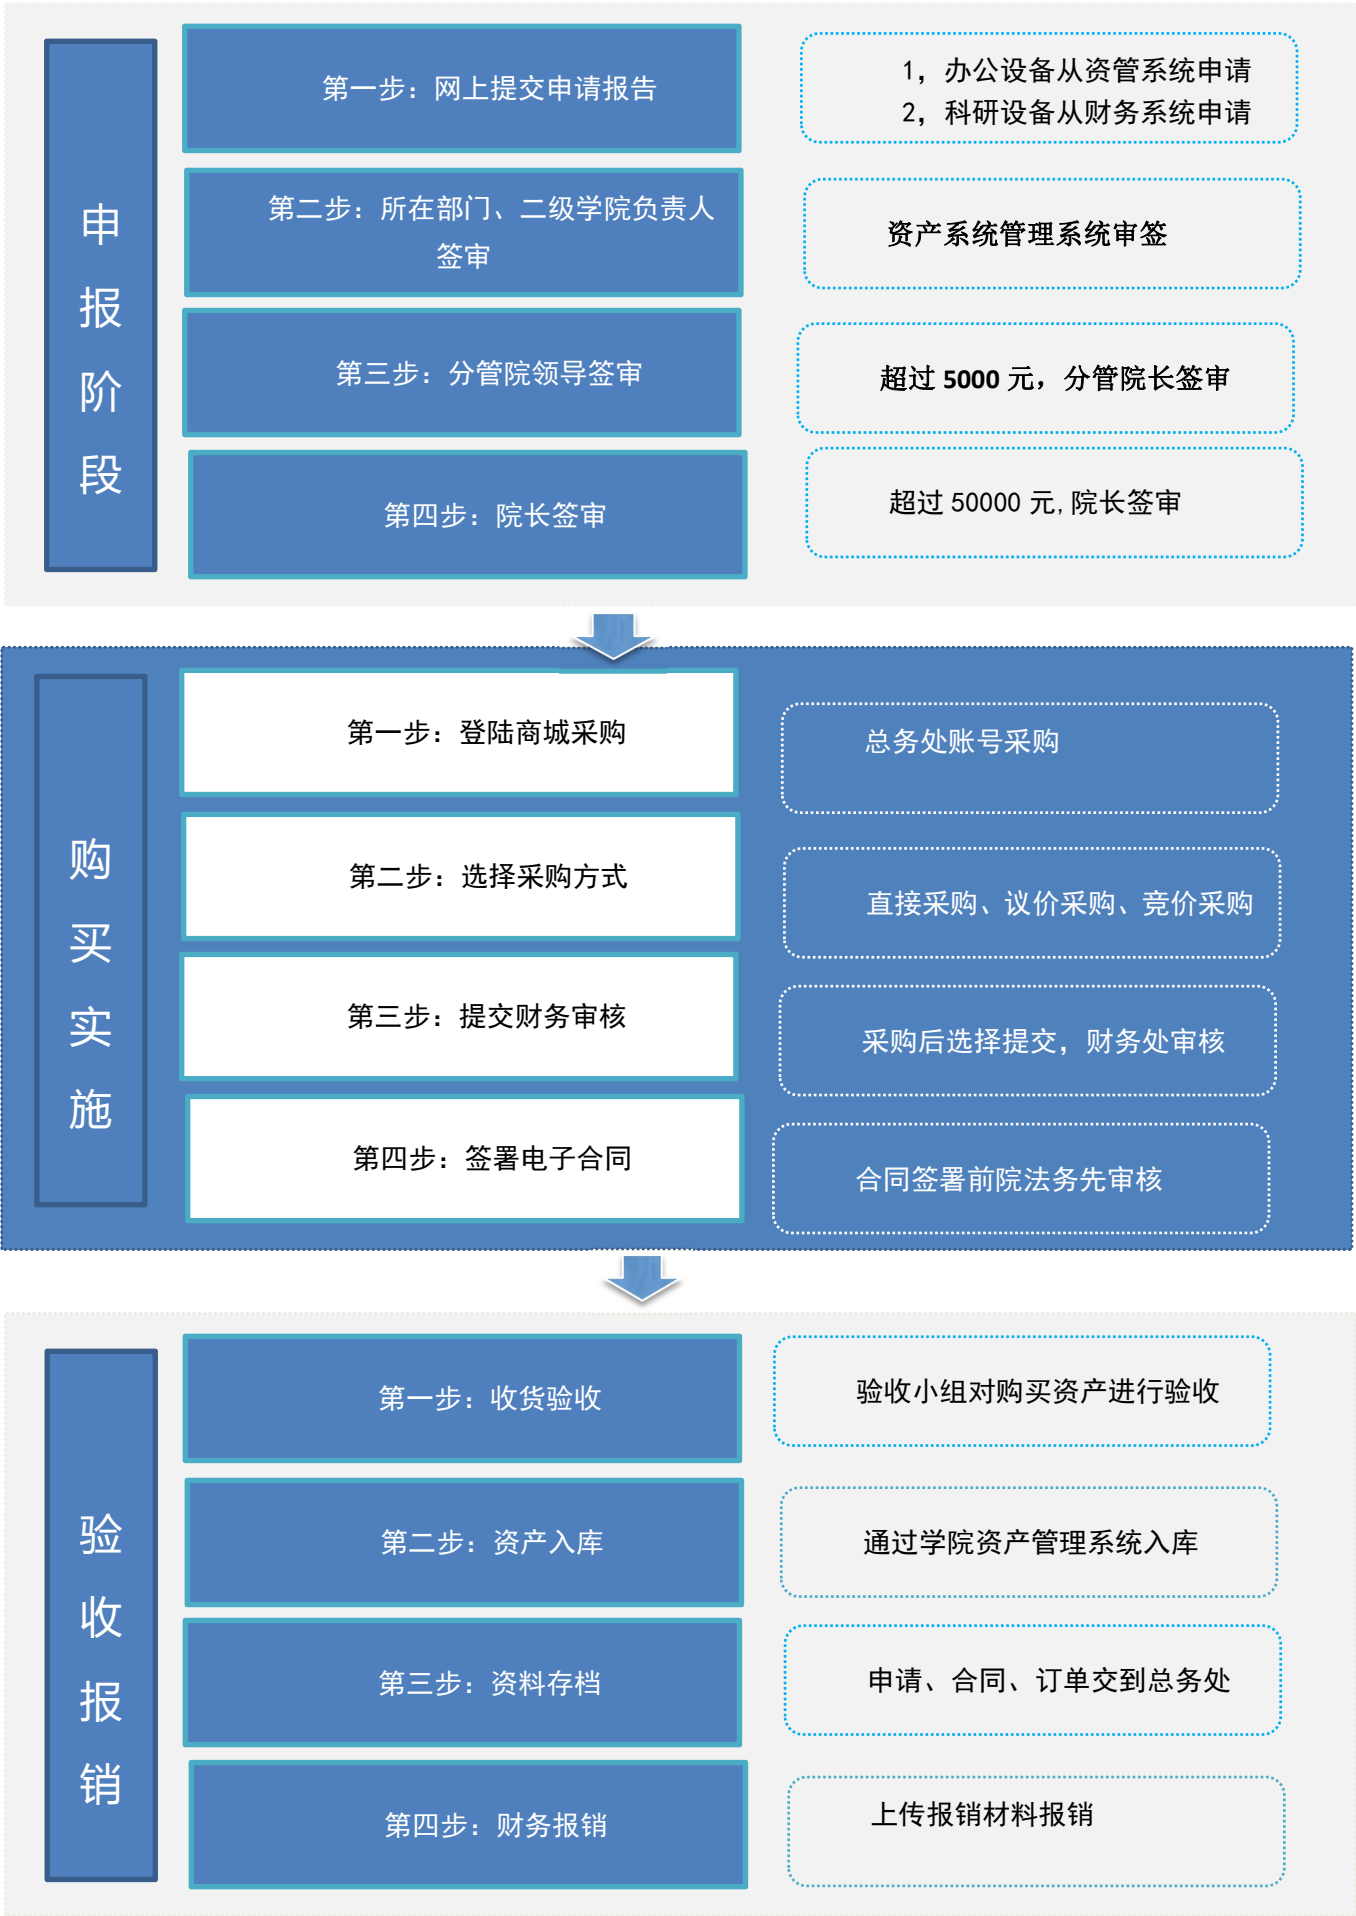 申报阶段
第一步：网上提交申请报告
1，办公设备从资管系统申请
2，科研设备从财务系统申请
第二步：所在部门、二级学院负责人
签审
资产系统管理系统审签
第三步：分管院领导签审
超过 5000 元，分管院长签审
第四步：院长签审
超过 50000 元,院长签审
购买实施
第一步：登陆商城采购
总务处账号采购
第二步：选择采购方式
直接采购、议价采购、竞价采购
第三步：提交财务审核
采购后选择提交，财务处审核
第四步：签署电子合同
合同签署前院法务先审核
验收报销
第一步：收货验收
验收小组对购买资产进行验收
第二步：资产入库
通过学院资产管理系统入库
第三步：资料存档
申请、合同、订单交到总务处
第四步：财务报销
上传报销材料报销